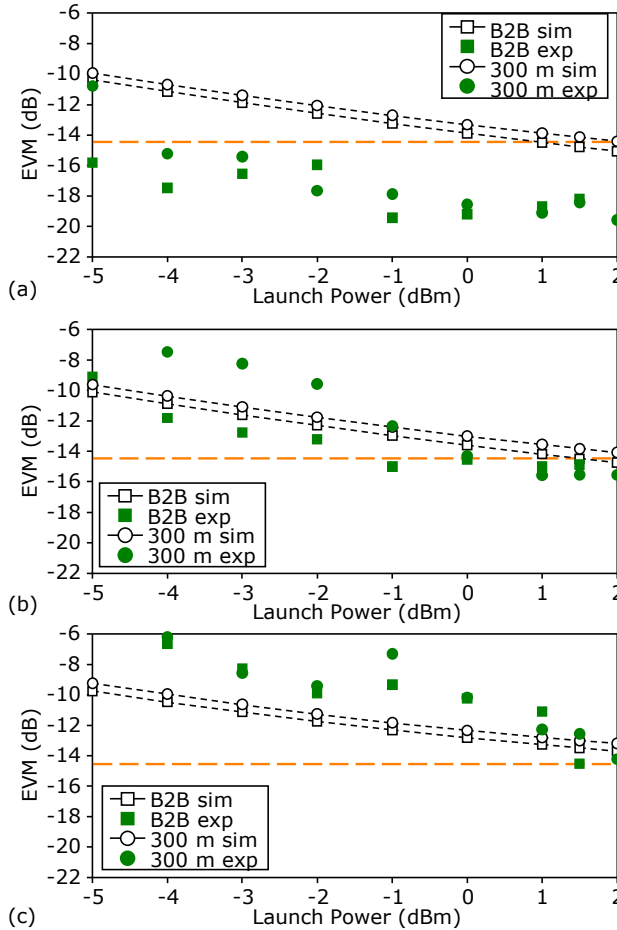 -6
-8
-10
-12
-14
-16
-18
-20
-22
EVM (dB)
B2B sim
B2B exp
300 m sim
300 m exp
-5 -4 -3 -2 -1 0 1 2
(a) Launch Power (dBm)
-6
-8
-10
-12
-14
-16
-18
-20
-22
EVM (dB)
B2B sim
B2B exp
300 m sim
300 m exp
-5 -4 -3 -2 -1 0 1 2
(b) Launch Power (dBm)
-6
-8
-10
-12
-14
-16
-18
-20
-22
EVM (dB)
B2B sim
B2B exp
300 m sim
300 m exp
-5 -4 -3 -2 -1 0 1 2
(c) Launch Power (dBm)